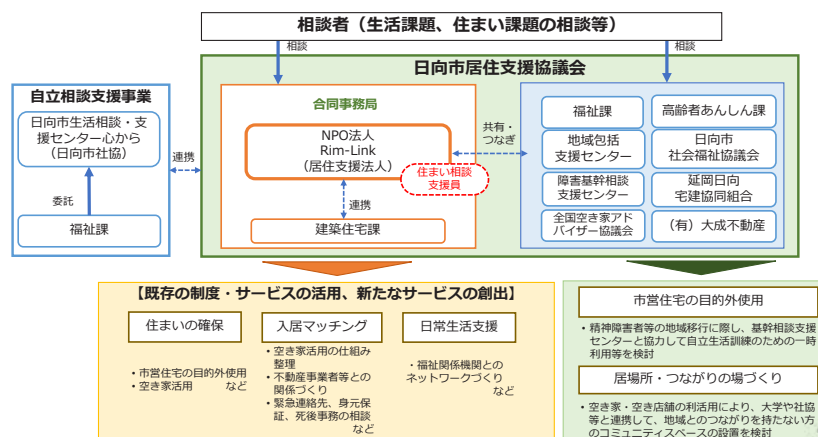 相談者（生活課題、住まい課題の相談等）
相談
相談
日向市居住支援協議会
自立相談支援事業
日向市生活相談・支
援センター心から
（日向市社協）
委託
福祉課
連携
合同事務局
NPO法人
Rim-Link
（居住支援法人）
住まい相談
支援員
連携
建築住宅課
共有・
つなぎ
福祉課
高齢者あんしん課
地域包括
支援センター
日向市
社会福祉協議会
障害基幹相談
支援センター
延岡日向
宅建協同組合
全国空き家アド
バイザー協議会
（有）大成不動産
【既存の制度・サービスの活用、新たなサービスの創出】
住まいの確保
・市営住宅の目的外使用
・空き家活用　など
入居マッチング
・空き家活用の仕組み
整理
・不動産事業者等との
関係づくり
・緊急連絡先、身元保
証、死後事務の相談
など
日常生活支援
・福祉関係機関との
ネットワークづくり
など
市営住宅の目的外使用
・精神障害者等の地域移行に際し、基幹相談支援
センターと協力して自立生活訓練のための一時
利用等を検討
居場所・つながりの場づくり
・空き家・空き店舗の利活用により、大学や社協
等と連携して、地域とのつながりを持たない方
のコミュニティスペースの設置を検討